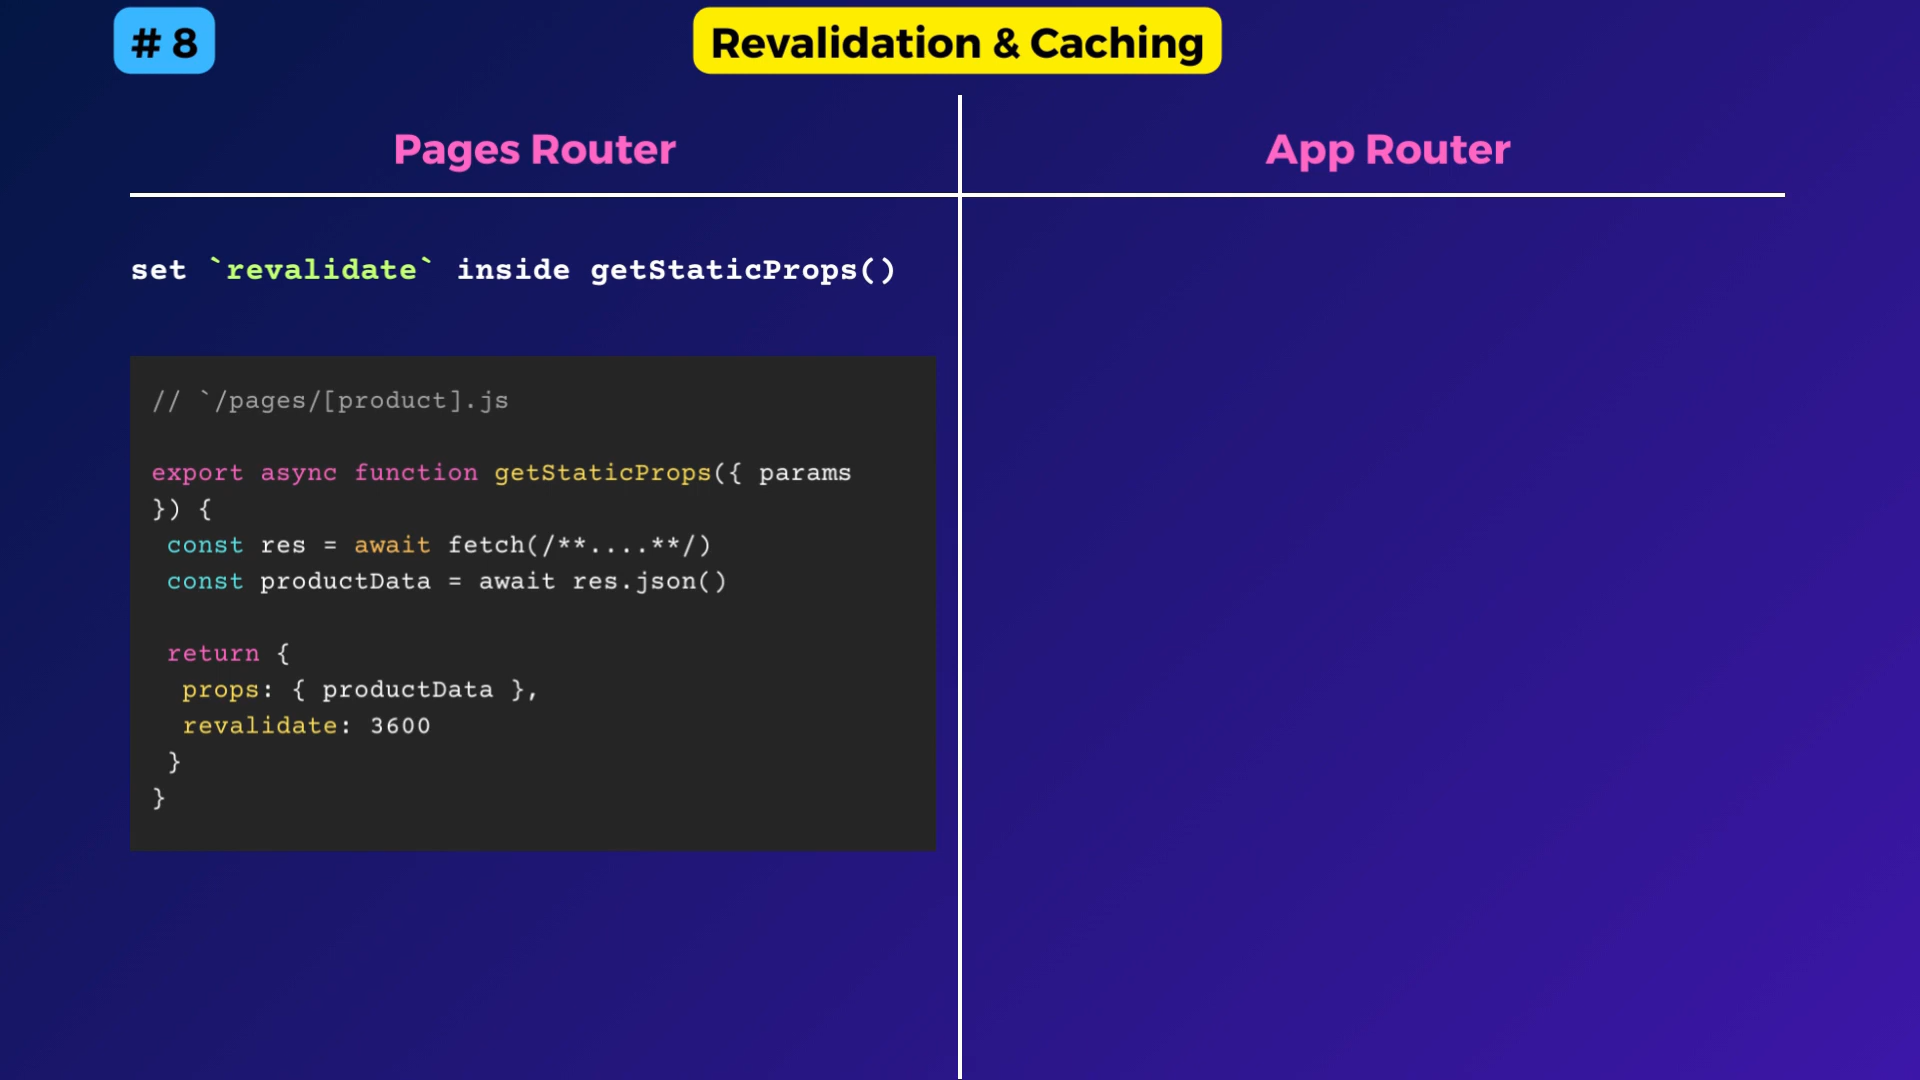 # 8
Revalidation & Caching
Pages Router
App Router
set `revalidate` inside getStaticProps()
// `/pages/[product].js
export async function getStaticProps({ params
}) {
const res = await fetch(/**....**/)
const productData = await res.json()
return {
props: { productData },
revalidate: 3600
}
}